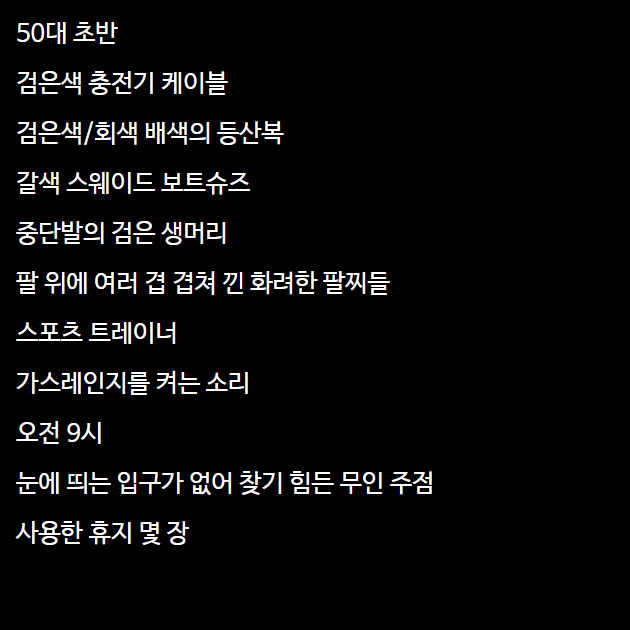 50대 초반
검은색 충전기 케이블
검은색/회색 배색의 등산복
갈색 스웨이드 보트슈즈
중단발의 검은 생머리
팔 위에 여러 겹 겹쳐 낀 화려한 팔찌들
스포츠 트레이너
가스레인지를 켜는 소리
오전 9시
눈에 띄는 입구가 없어 찾기 힘든 무인 주점
사용한 휴지 몇 장